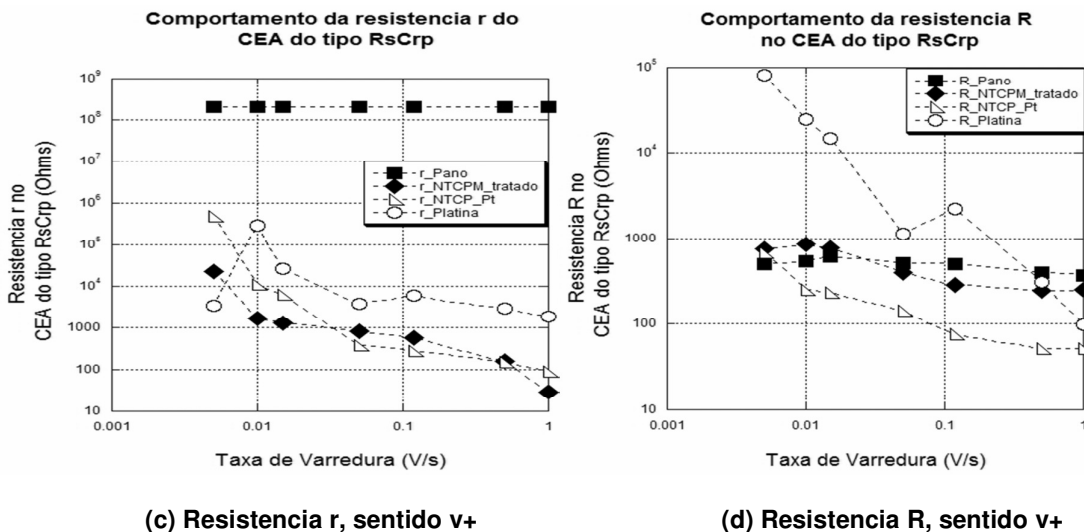 Comportamento da resistencia r do
CEA do tipo RsCrp
10⁹
10⁸
10⁷
10⁶
10⁵
10⁴
1000
100
10
0.001
0.01
0.1
1
Resistencia r no
CEA do tipo RsCrp (Ohms)
Taxa de Varredura (V/s)
r_Pano
r_NTCPM_tratado
r_NTCP_Pt
r_Platina
(c) Resistencia r, sentido v+
Comportamento da resistencia R
no CEA do tipo RsCrp
10⁵
10⁴
1000
100
10
0.001
0.01
0.1
1
Resistencia R no
CEA do tipo RsCrp (Ohms)
Taxa de Varredura (V/s)
R_Pano
R_NTCPM_tratado
R_NTCP_Pt
R_Platina
(d) Resistencia R, sentido v+